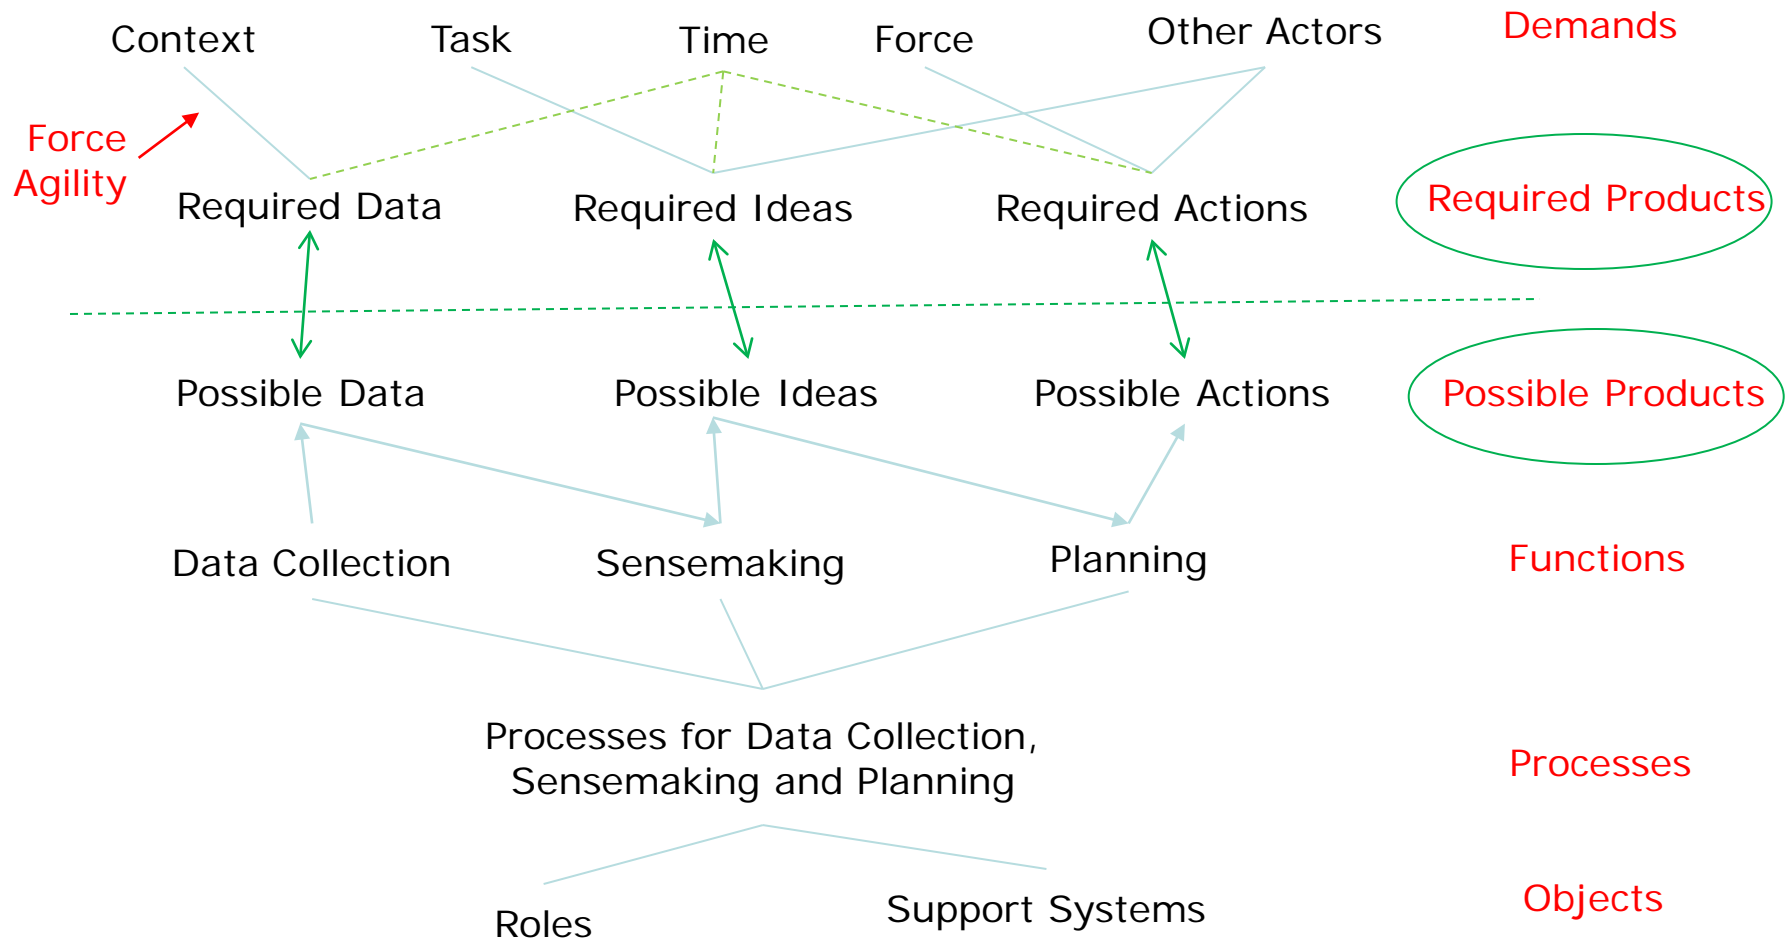 Context Task Time Force Other Actors Demands
Force
Agility
Required Data Required Ideas Required Actions Required Products
Possible Data Possible Ideas Possible Actions Possible Products
Data Collection Sensemaking Planning Functions
Processes for Data Collection,
Sensemaking and Planning
Processes
Roles Support Systems Objects